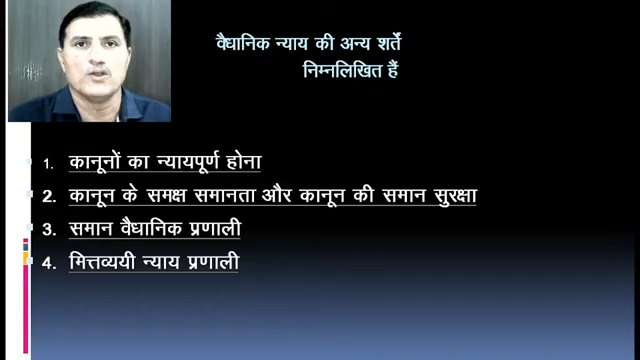 वैधानिक न्याय की अन्य शर्तें
निम्नलिखित हैं
1. कानूनों का न्यायपूर्ण होना
2. कानून के समक्ष समानता और कानून की समान सुरक्षा
3. समान वैधानिक प्रणाली
4. मितव्ययी न्याय प्रणाली